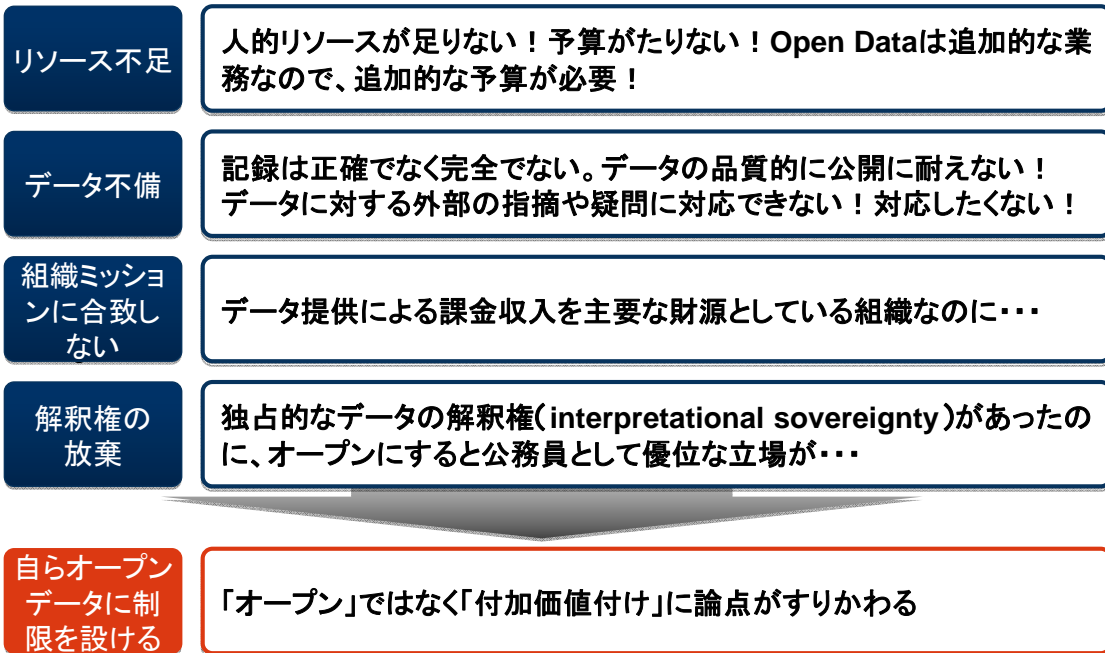 リソース不足
人的リソースが足りない！予算がたりない！Open Dataは追加的な業
務なので、追加的な予算が必要！
データ不備
記録は正確でなく完全でない。データの品質的に公開に耐えない！
データに対する外部の指摘や疑問に対応できない！対応したくない！
組織ミッショ
ンに合致し
ない
データ提供による課金収入を主要な財源としている組織なのに・・・
解釈権の
放棄
独占的なデータの解釈権（interpretational sovereignty）があったの
に、オープンにすると公務員として優位な立場が・・・
自らオープン
データに制
限を設ける
「オープン」ではなく「付加価値付け」に論点がすりかわる